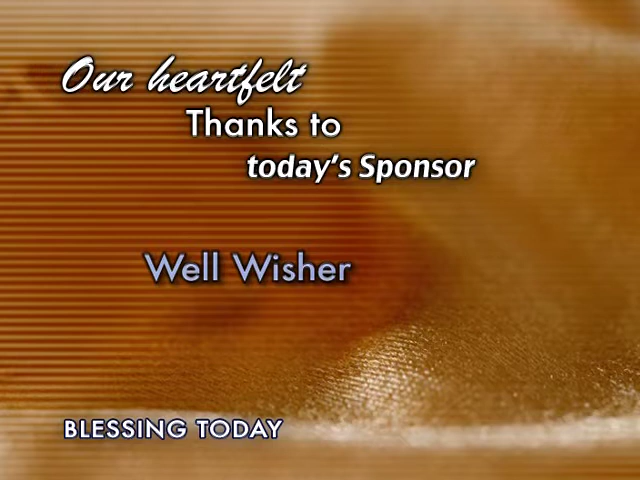 Our heartfelt
Thanks to
today's Sponsor
Well Wisher
BLESSING TODAY